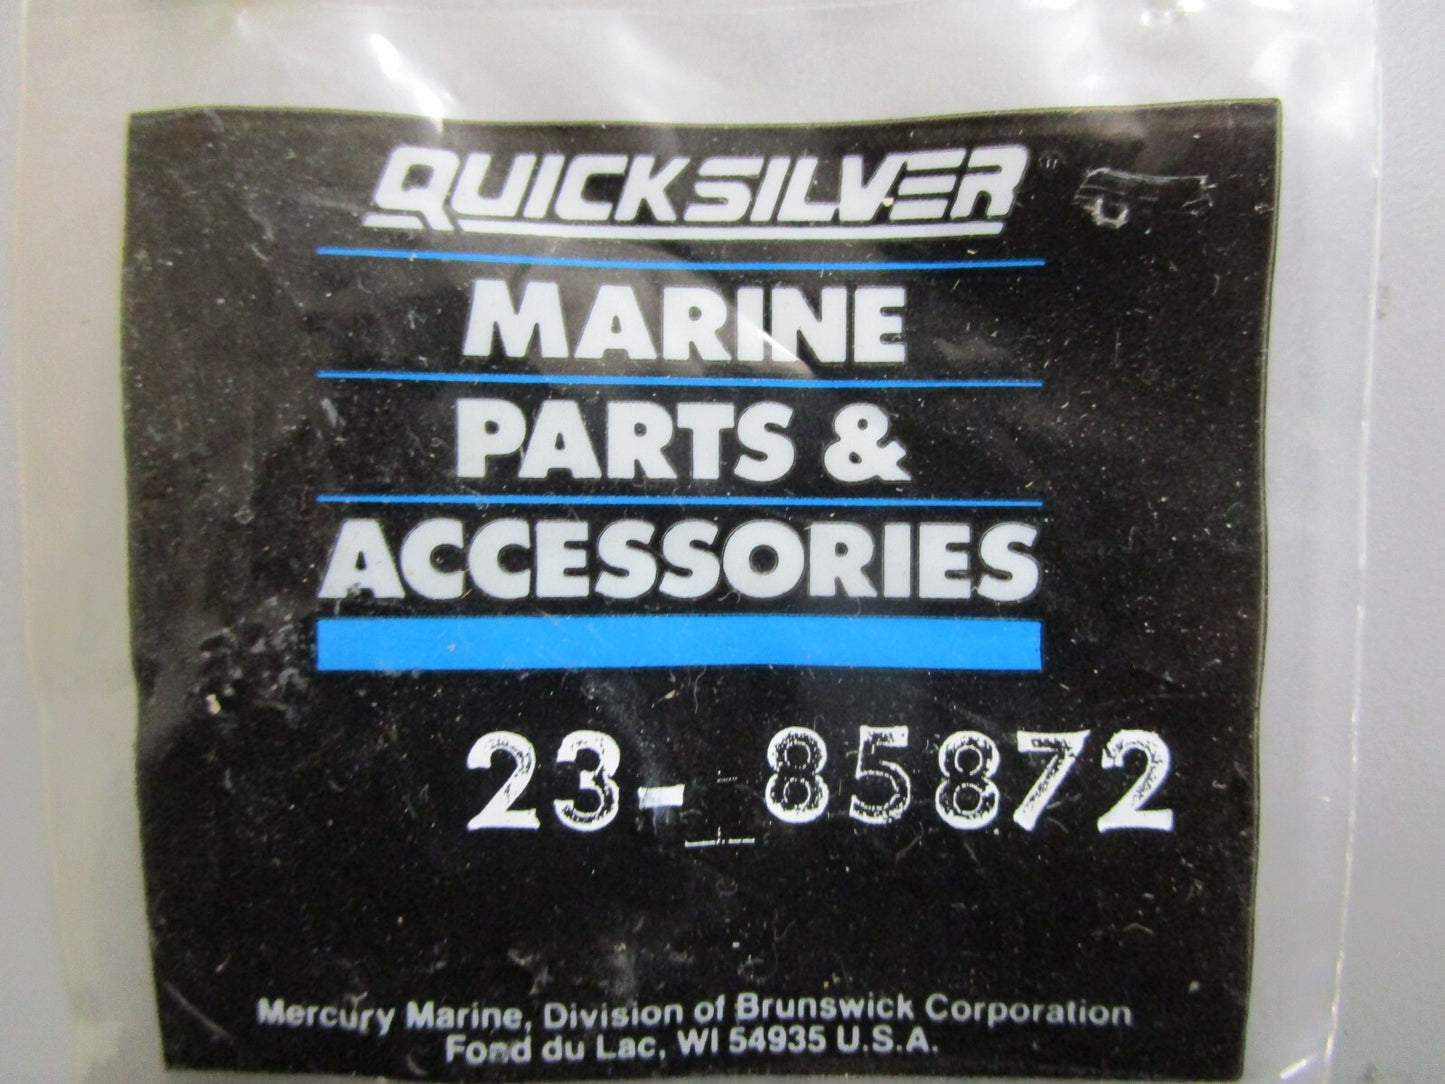 QUICKSILVER®
MARINE
PARTS &
ACCESSORIES
23- 85872
Mercury Marine, Division of Brunswick Corporation
Fond du Lac, WI 54935 U.S.A.